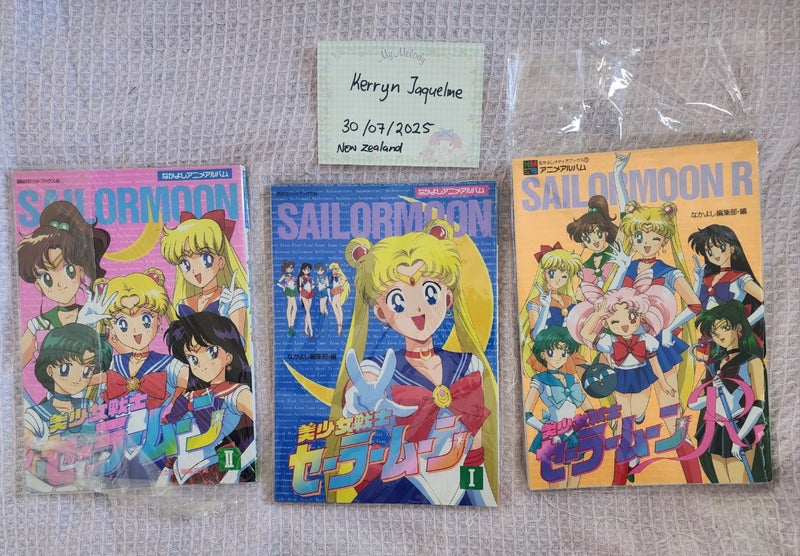 My Melody
Kerryn Jaquelme
30/07/2025
New Zealand
なかよしアニメアルバム
SAILORMOON
美少女戦士
セーラームーン
II
なかよしアニメアルバム
SAILORMOON
なかよし編集部・編
美少女戦士
セーラームーン
I
アニメアルバム
SAILORMOON R
なかよし編集部・編
美少女戦士
セーラームーン
R